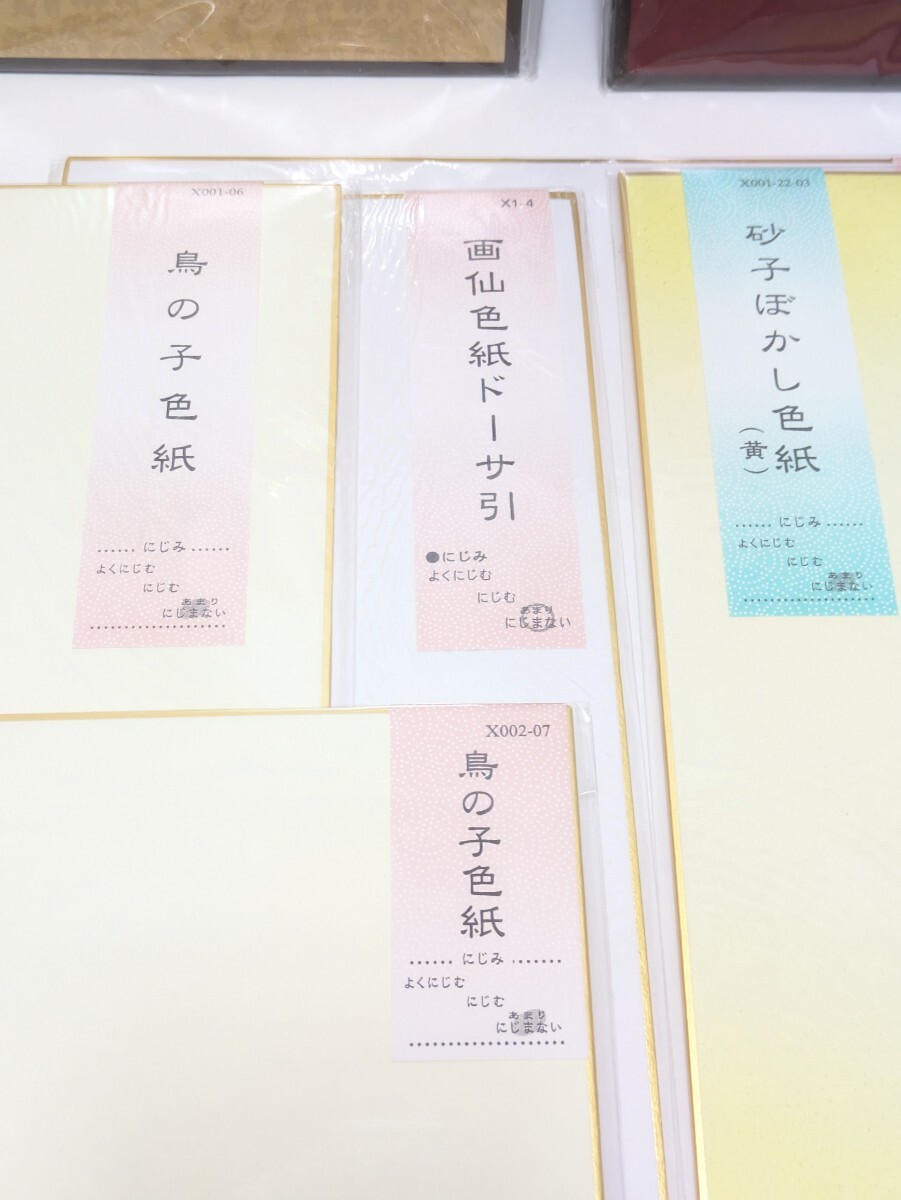 X001-06
鳥の子色紙
……にじみ……
よくにじむ
にじむ
あまり
にじまない
X1-4
画仙色紙ドーサ引
●にじみ
よくにじむ
にじむ
あまり
にじまない
X001-22-03
砂子ぼかし色紙
（黄）
……にじみ……
よくにじむ
にじむ
あまり
にじまない
X002-07
鳥の子色紙
……にじみ……
よくにじむ
にじむ
あまり
にじまない